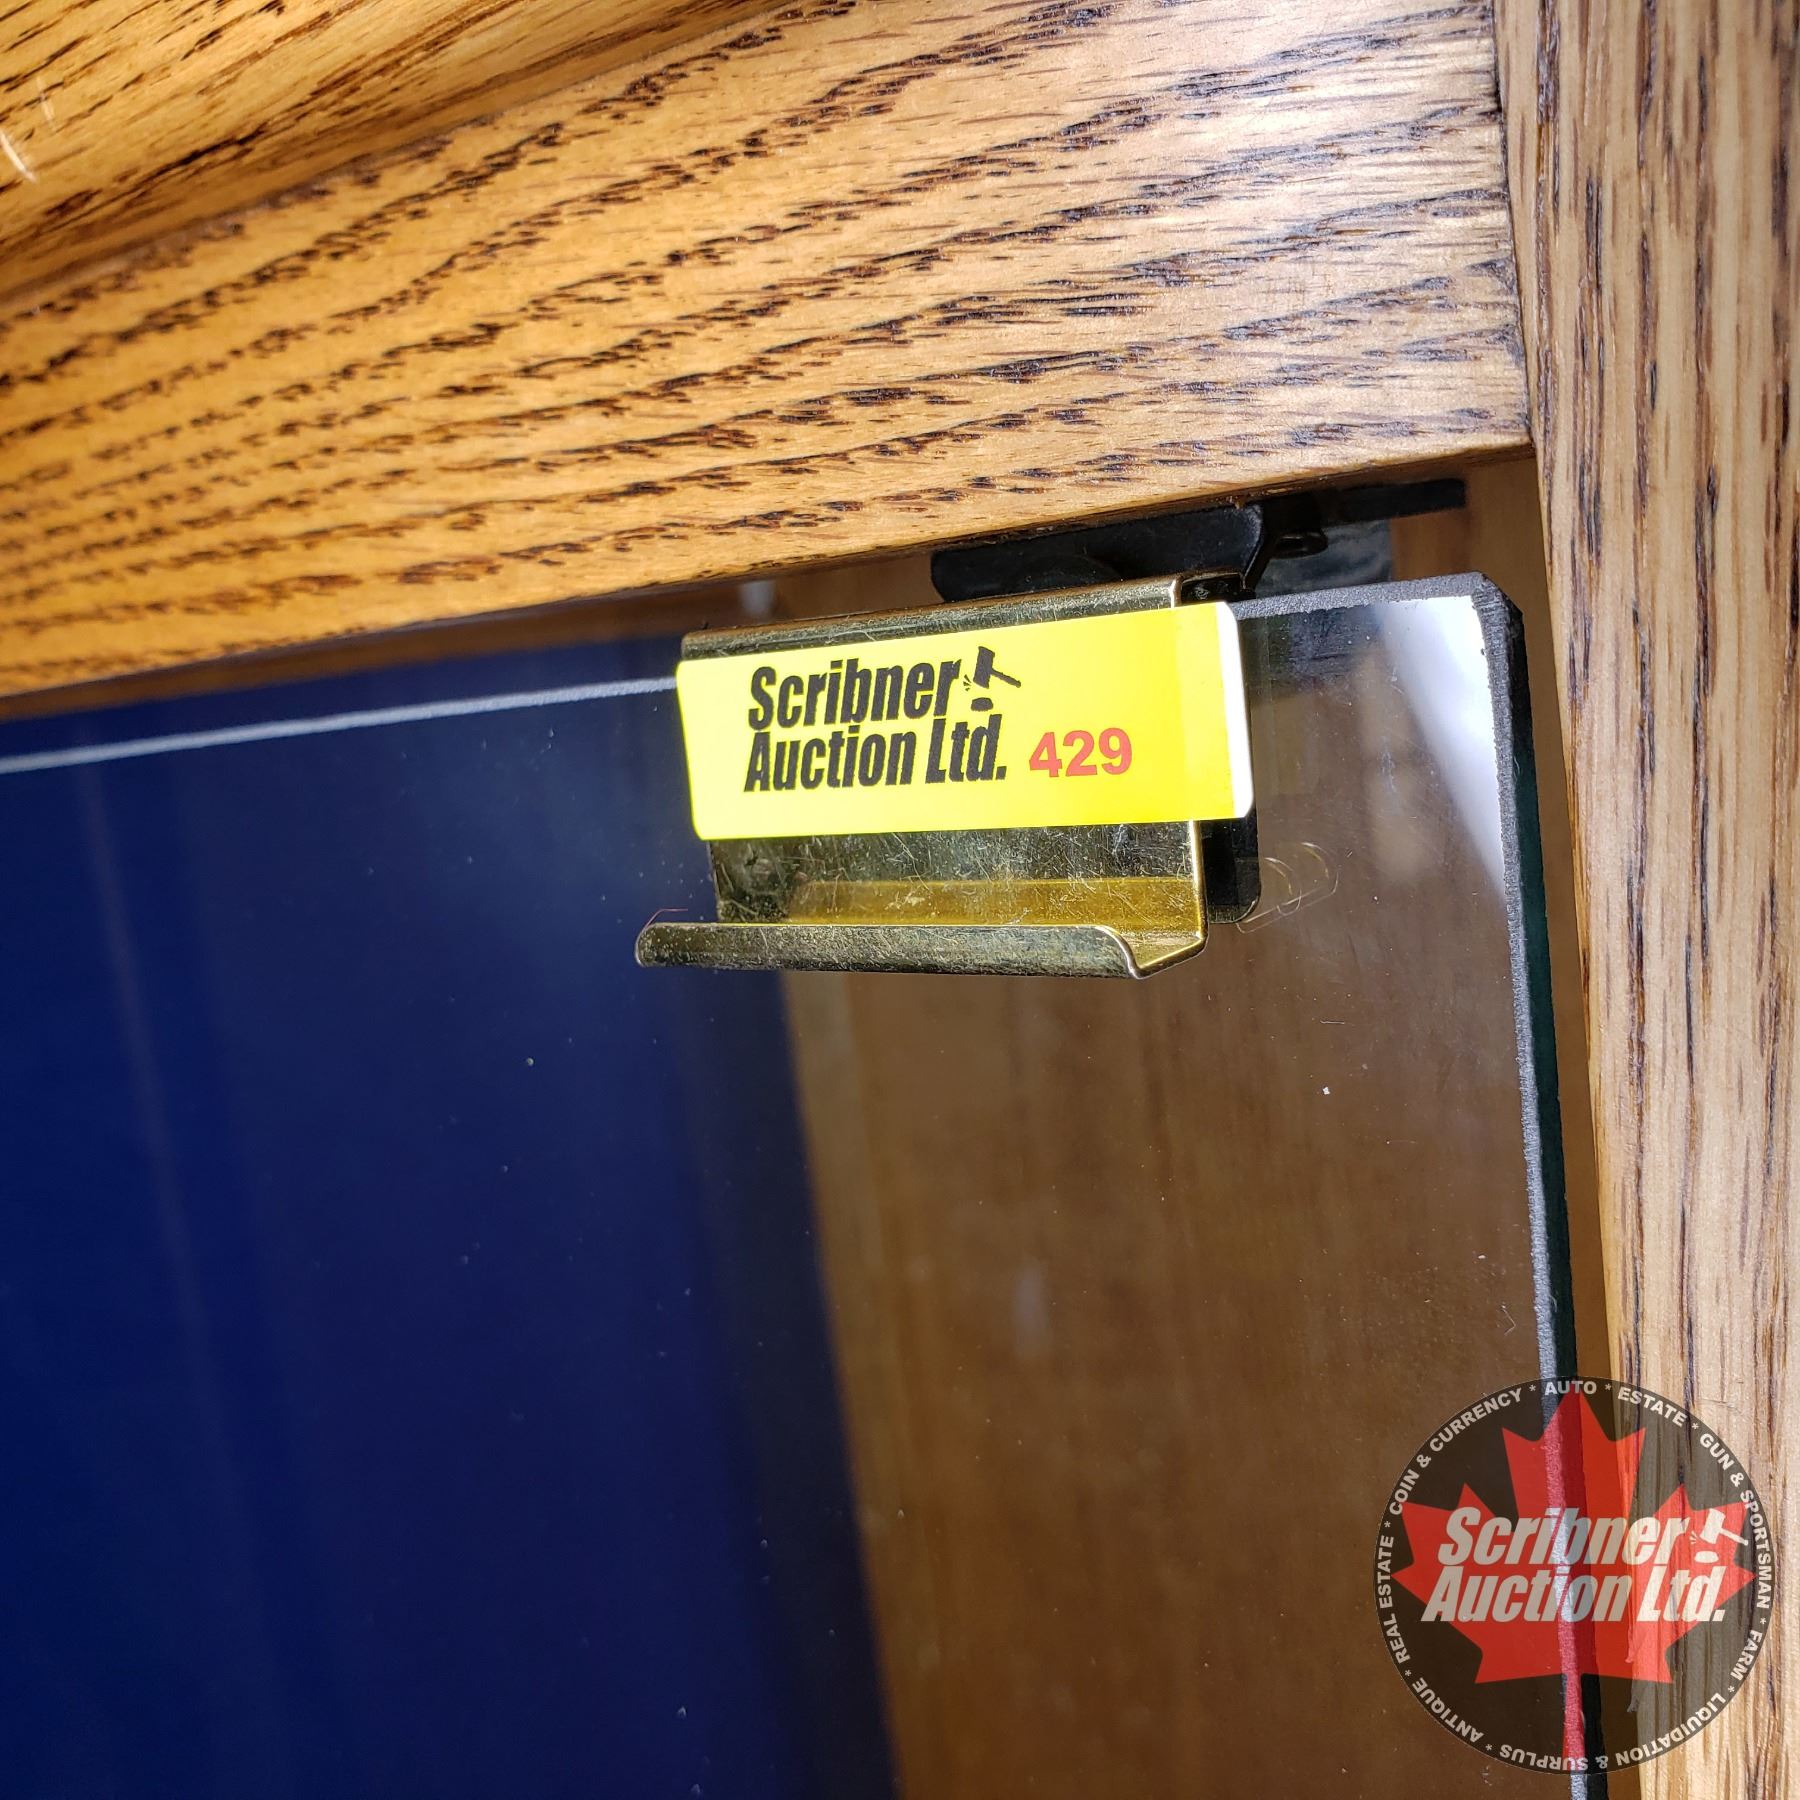 Scribner
Auction Ltd. 429
COIN & CURRENCY * AUTO * ESTATE * GUN & SPORTSMAN * FARM * LIQUIDATION & SURPLUS * ANTIQUE * REAL ESTATE *
Scribner
Auction Ltd.